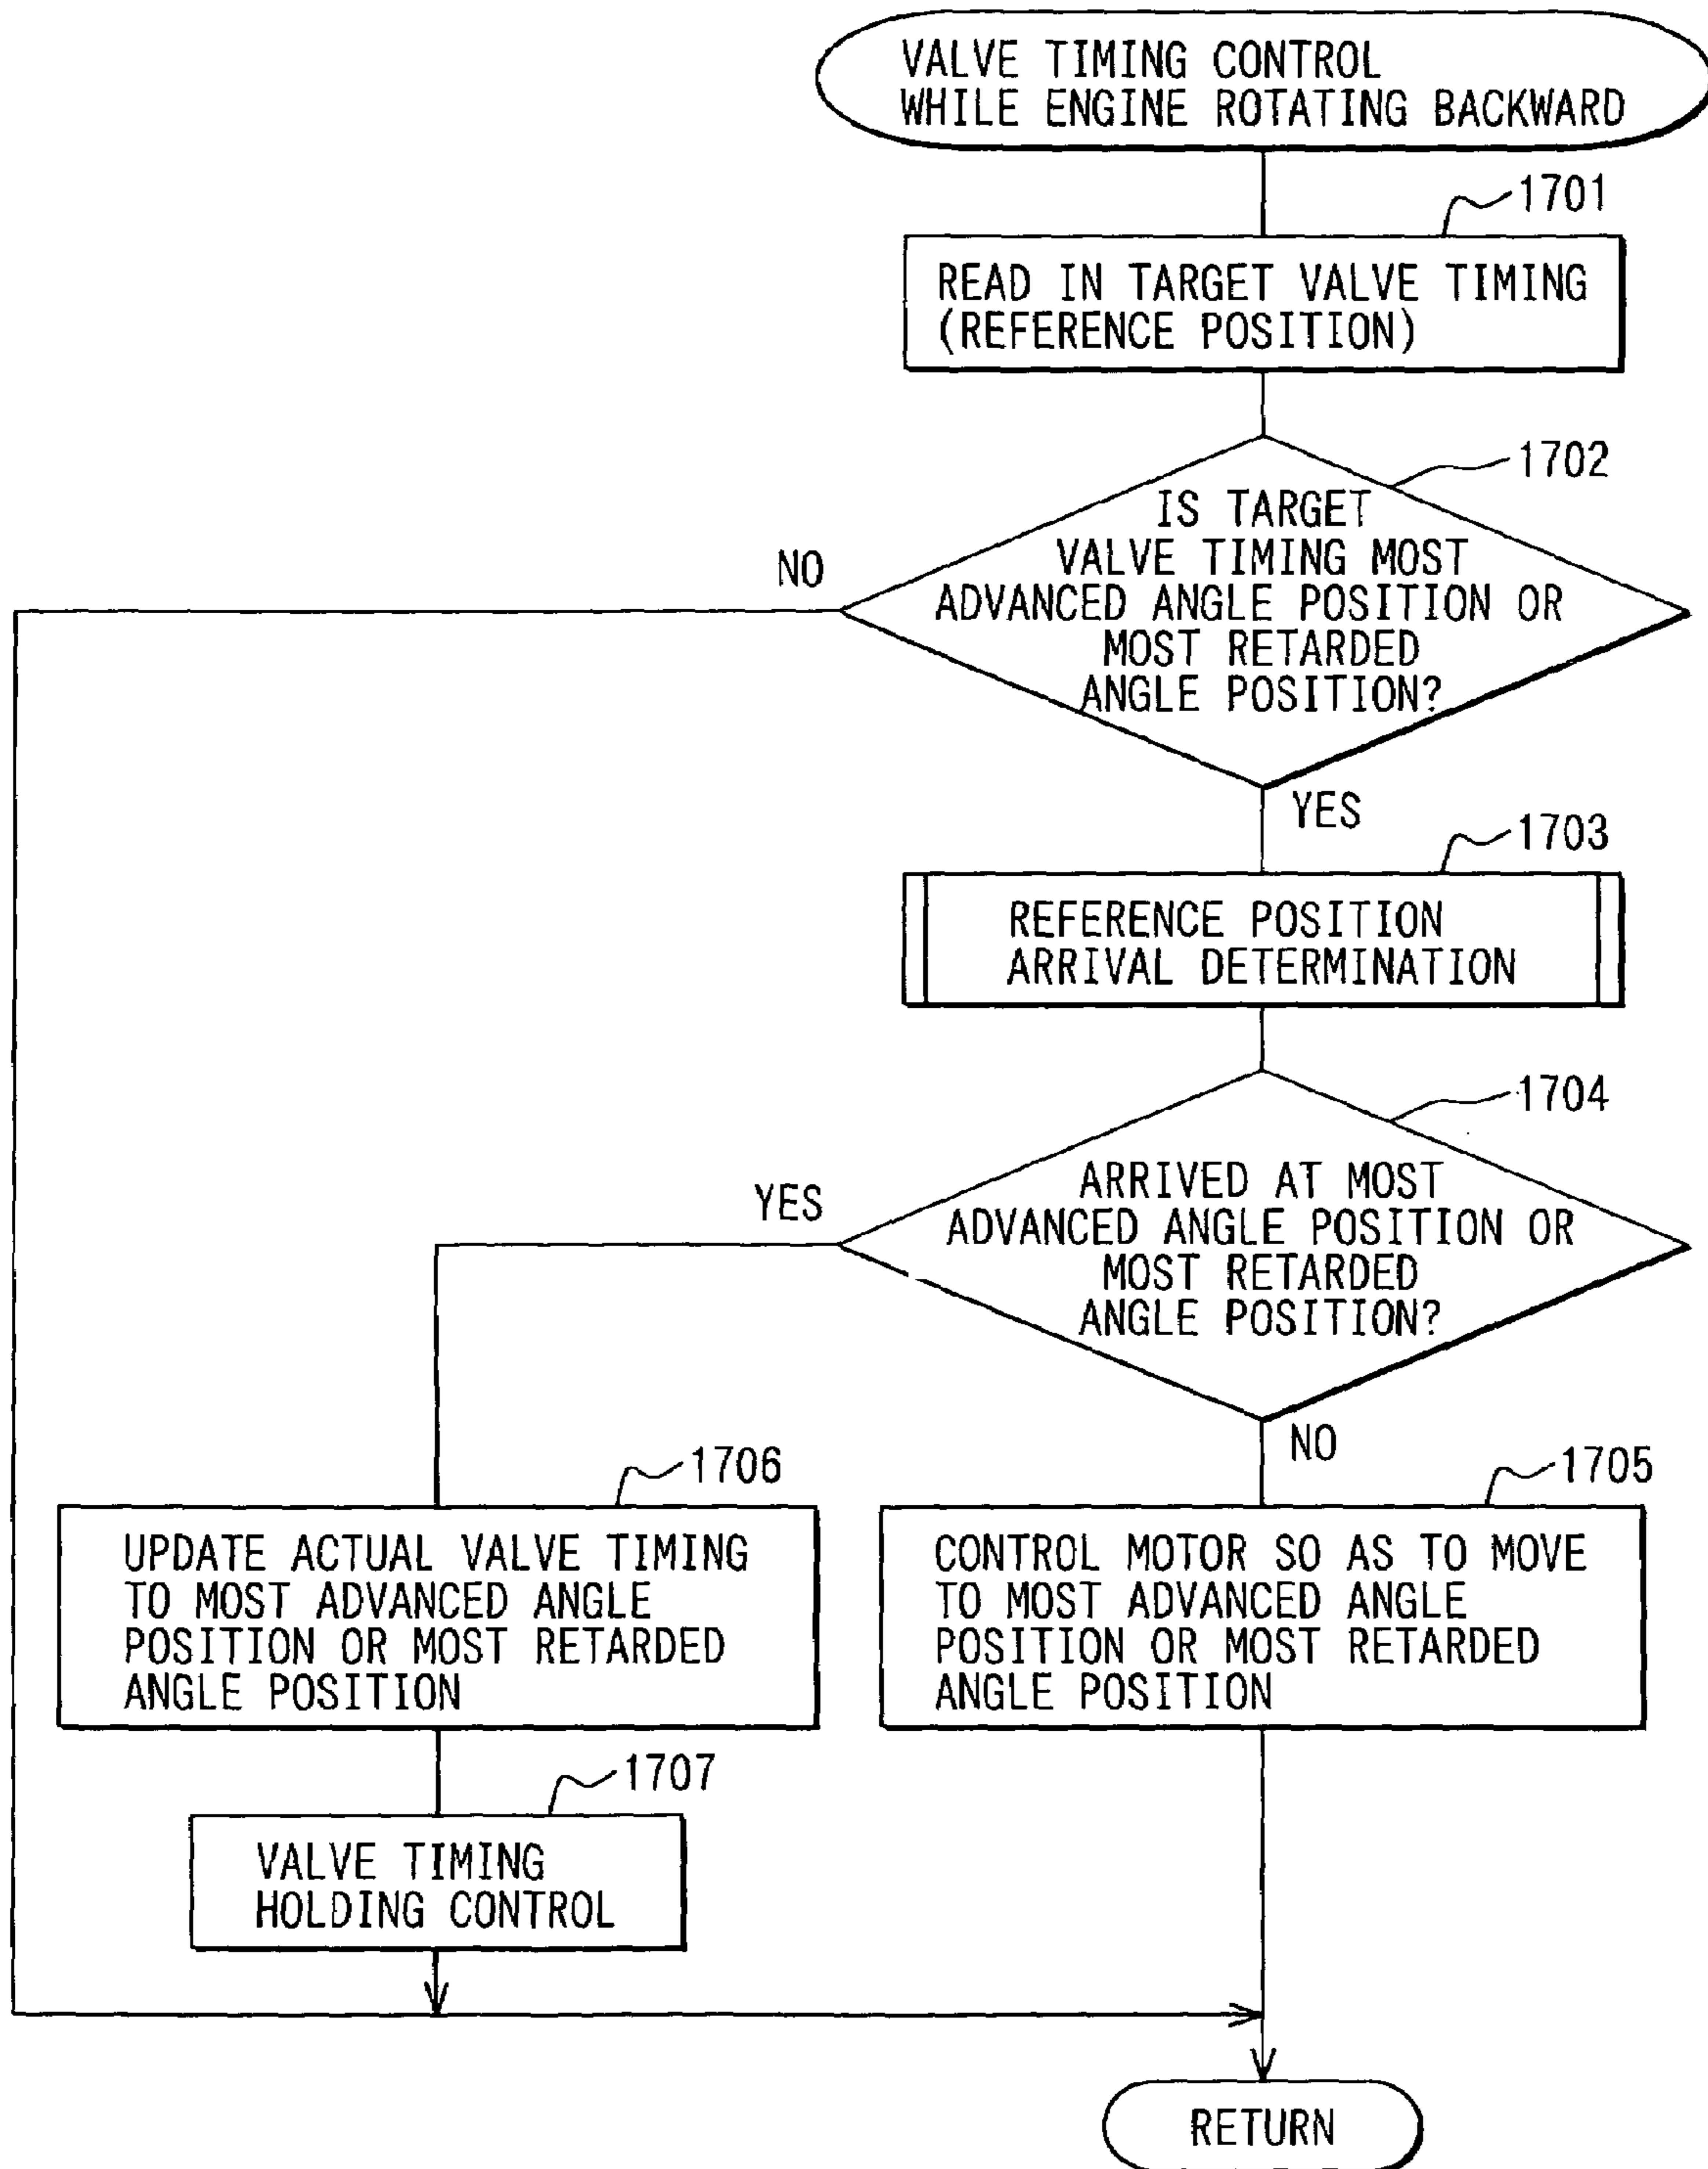 VALVE TIMING CONTROL
WHILE ENGINE ROTATING BACKWARD
1701
READ IN TARGET VALVE TIMING
(REFERENCE POSITION)
1702
IS TARGET
VALVE TIMING MOST
ADVANCED ANGLE POSITION OR
MOST RETARDED
ANGLE POSITION?
NO
YES
1703
REFERENCE POSITION
ARRIVAL DETERMINATION
1704
ARRIVED AT MOST
ADVANCED ANGLE POSITION OR
MOST RETARDED
ANGLE POSITION?
YES
NO
1706
UPDATE ACTUAL VALVE TIMING
TO MOST ADVANCED ANGLE
POSITION OR MOST RETARDED
ANGLE POSITION
1705
CONTROL MOTOR SO AS TO MOVE
TO MOST ADVANCED ANGLE
POSITION OR MOST RETARDED
ANGLE POSITION
1707
VALVE TIMING
HOLDING CONTROL
RETURN